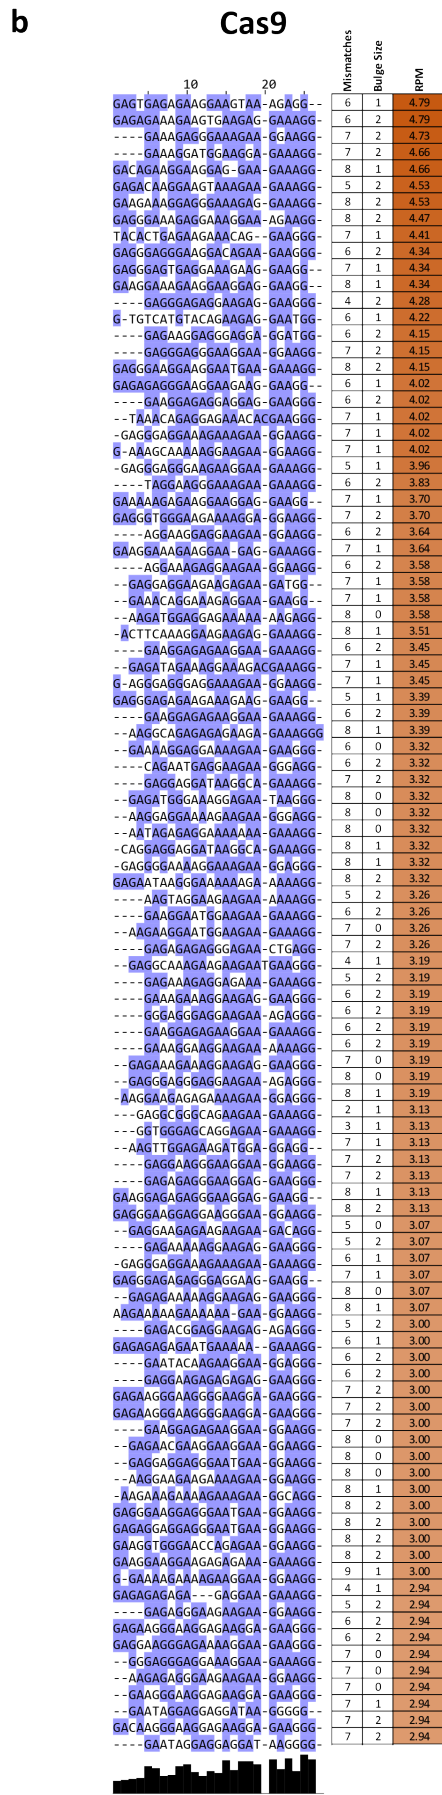 b
Cas9
Mismatches Bulge Size RPM
10 20
GAGTGAGAGAAGGAAGTAA-AGAGG-- 6 1 4.79
GAGAGAAAGAAGTGAAGAG-GAAAGG- 6 2 4.79
----GAAAGAGGGAAAGAA-GGAAGG- 7 2 4.73
----GAAAGGATGGAAGGA-GAAAGG- 7 2 4.66
GACAGAAGGAAGGAG-GAA-GAAAGG- 8 1 4.66
GAGACAAGGAAGTAAAGAG-GAAAGG- 5 2 4.53
GAAGAAAGGAGGGAAAGAG-GAAAGG- 8 2 4.53
GAGGGAAAGAGGAAAGGAA-AGAAGG- 8 2 4.47
TACACTGAGAAGAAACAG--GAAGGG- 7 1 4.41
GAGGGAGGGAAGGACAGAA-GAAAGG- 6 2 4.34
GAGGGAGTGAGGAAAGAAG-GAAGG-- 7 1 4.34
GAAGGAAAGAAGGAAAGAG-GAAGG-- 8 1 4.34
----GAGGGAGAGGAAGAG-GAAGGG- 4 2 4.28
G-TGTCATGTACAGAAGAG-GAATGG- 6 1 4.22
----GAGAAGGAGGGAGGA-GGATGG- 6 2 4.15
----GAGGGAGGGAAGGAA-GGAAGG- 7 2 4.15
GAGGGAAGGAAGGAATGAA-GAAAGG- 8 2 4.15
GAGAGAGGGAAGGAAGAAG-GAAGG-- 6 1 4.02
----GAAGGAGAGGAGGAG-GAAGGG- 6 2 4.02
--TAAACAGAGGAGAAACACGAAGGG- 7 1 4.02
-GAGGGAGGAAAGAAAGAA-GGAAGG- 7 1 4.02
G-AAAGCAAAAAGGAAGAA-GAAAGG- 7 1 4.02
-GAGGGAGGGAAGAAGGAA-GAAAGG- 5 1 3.96
----TAGGAAGGGAAAGAA-GAAAGG- 6 2 3.83
GAAAAAGAGAAGGAAGGAG-GAAGG-- 7 1 3.70
GAGGGTGGGAAGAAAAGGA-GGAAGG- 7 2 3.70
----AGGAAGGAGGAAGAA-GAAAGG- 6 2 3.64
GAAGGAAAGAAGGAA-GAG-GAAAGG- 7 1 3.64
----AGGAAAGAGGAAGAA-GGAAGG- 6 2 3.58
--GAGGAGGAAGAAGAGAA-GATGG-- 7 1 3.58
--GAAACAGGAAAGAGGAA-GAAGG-- 7 1 3.58
--AAGATGGAGGAGAAAAA-AAGAGG- 8 0 3.58
-ACTTCAAAGGAAGAAGAG-GAAAGG- 8 1 3.51
----GAAGGAGAGAAGGAA-GAAAGG- 6 2 3.45
--GAGATAGAAAGGAAAGACGAAAGG- 7 1 3.45
G-AGGGAGGGAGGAAAGAA-GGAAGG- 7 1 3.45
GAGGGAGAGAAGAAAGAAG-GAAGG-- 5 1 3.39
----GAAGGAGAGAAGGAA-GAAAGG- 6 2 3.39
--AAGGCAGAGAGAGAAGA-GAAAGGG 8 1 3.39
--GAAAAGGAGGAAAAGAA-GAAGGG- 6 0 3.32
----CAGAATGAGGAAGAA-GGGAGG- 6 2 3.32
----GAGGAGGATAAGGCA-GAAAGG- 7 2 3.32
--GAGATGGGAAAGGAGAA-TAAGGG- 8 0 3.32
--AAGGAGGAAAAGAAGAA-GGGAGG- 8 0 3.32
--AATAGAGAGGAAAAAAA-GAAAGG- 8 0 3.32
-CAGGAGGAGGATAAGGCA-GAAAGG- 8 1 3.32
-GAGGGGAAAAGGAAAGAA-GGAGGG- 8 1 3.32
GAGAATAAGGGAAAAAAGA-AAAAGG- 8 2 3.32
----AAGTAGGAAGAAGAA-AAAAGG- 5 2 3.26
----GAAGGAATGGAAGAA-GAAAGG- 6 2 3.26
--AAGAAGGAATGGAAGAA-GAAAGG- 7 0 3.26
----GAGAGAGAGGGAGAA-CTGAGG- 7 2 3.26
--GAGGCAAAGAAGAAGAATGAAGGG- 4 1 3.19
----GAGAAAGAGGAGAAA-GAAAGG- 5 2 3.19
----GAAAGAAAGGAAGAG-GAAAGG- 6 2 3.19
----GGGAGGGAGGAAGAA-AGAGGG- 6 2 3.19
----GAAGGAGAGAAGGAA-GAAAGG- 6 2 3.19
----GAAAGGAAGGAAGAA-AAAAGG- 6 2 3.19
--GAGAAAGAAAGGAAGAG-GAAGGG- 7 0 3.19
--GAGGGAGGGAGGAAGAA-AGAGGG- 8 0 3.19
-AAGGAAGAGAGAAAAGAA-GGAGGG- 8 1 3.19
---GAGGCGGGCAGAAGAA-GAAAGG- 2 1 3.13
---GGTGGGAGCAGGAGAA-GAAAGG- 3 1 3.13
--AAGTTGGAGAAGATGGA-GGAGG-- 7 1 3.13
----GAGGAAGGGAAGGAA-GGAAGG- 7 2 3.13
----GAGAGAGGGAAGGAG-GAAAGG- 7 2 3.13
GAAGGAGAGAGGGAAGGAG-GAAGG-- 8 1 3.13
GAGGGAAGGAGGAAGGGAA-GGAAGG- 8 2 3.13
--GAGGAAGAGAAGAAGAA-GACAGG- 5 0 3.07
----GAGAAAAAGGAAGAG-GAAGGG- 5 2 3.07
-GAGGGAGGAAAGAAAGAA-GAAAGG- 6 1 3.07
GAGGGAGAGAGGGAGGAAG-GAAGG-- 7 1 3.07
--GAGAGAAAAAGGAAGAG-GAAGGG- 8 0 3.07
AAGAAAAAGAAAAAA-GAA-GGAAGG- 8 1 3.07
----GAGACGGAGGAAGAG-AGAGGG- 5 2 3.00
GAGAGAGAGAATGAAAAA--GAAAGG- 6 1 3.00
----GAATACAAGAAGGAA-GGAGGG- 6 2 3.00
----GAGGAAGAGAGAGAG-GAAGGG- 6 2 3.00
GAGAAGGGAAGGGGAAGGA-GAAGGG- 7 2 3.00
GAGAAGGGAAGGGGAAGGA-GAAGGG- 7 2 3.00
----GAAGGAGAGAAGGAA-GGAAGG- 7 2 3.00
--GAGAACGAAGGAAGGAA-GGAAGG- 8 0 3.00
--GAGGAGGAGGGAATGAA-GGAAGG- 8 0 3.00
--AAGGAAGAAGAAAAGAA-GGAAGG- 8 0 3.00
-AAGAAAGAAAGAAAGAAA-GGCAGG- 8 1 3.00
GAGGGAAGGAGGGAATGAA-GGAAGG- 8 2 3.00
GAGAGGAGGAGGGAATGAA-GGAAGG- 8 2 3.00
GAAGGTGGGAACCAGAGAA-GGAAGG- 8 2 3.00
GAAGGAAGGAAGAGAGAAA-GAAAGG- 8 2 3.00
G-GAAAAGAAAAGAAGGAA-GGAAGG- 9 1 3.00
GAGAGAGAGA---GAGGAA-GAAAGG- 4 1 2.94
----GAGAGGGAAGAAGAA-GGAAGG- 5 2 2.94
GAGAAGGGAAGGAGAAGGA-GAAAGG- 6 2 2.94
GAGGAAGGGAGAAAAGGAA-GAAGGG- 6 2 2.94
--GGGAGGGAGGAAAGGAA-GAAAGG- 7 0 2.94
--AAGAGAGGGAAGAAGAA-GGAAGG- 7 0 2.94
--GAAGGGAAGGAGAAGGA-GAAAGG- 7 0 2.94
--GAATAGGAGGAGGATAA-GGGGG-- 7 1 2.94
GACAAGGGAAGGAGAAGGA-GAAAGG- 7 2 2.94
----GAATAGGAGGAGGAT-AAGGGG- 7 2 2.94